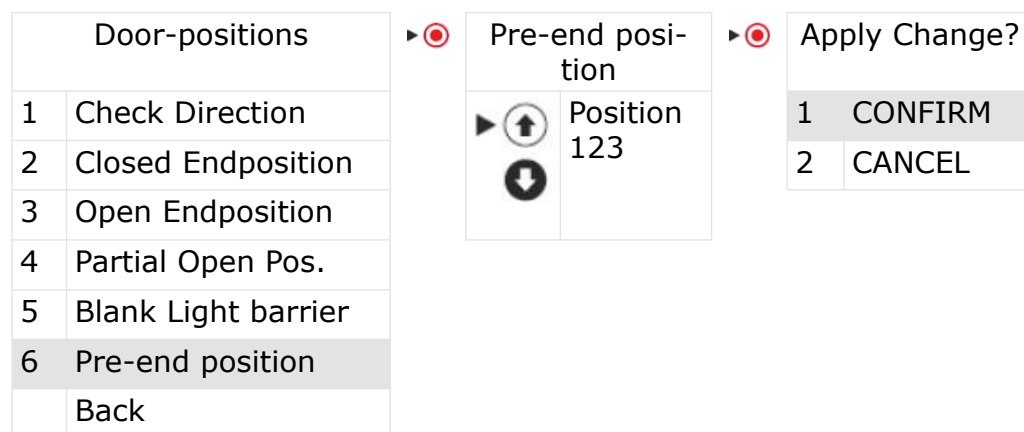 Door-positions
1 Check Direction
2 Closed Endposition
3 Open Endposition
4 Partial Open Pos.
5 Blank Light barrier
6 Pre-end position
Back
Pre-end posi-
tion
Position
123
Apply Change?
1 CONFIRM
2 CANCEL